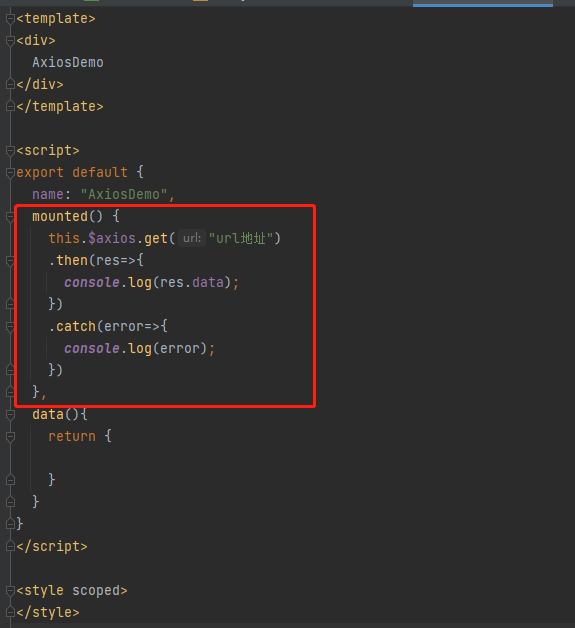 <template>
<div>
  AxiosDemo
</div>
</template>

<script>
export default {
  name: "AxiosDemo",
  mounted() {
    this.$axios.get( url: "url地址")
    .then(res=>{
      console.log(res.data);
    })
    .catch(error=>{
      console.log(error);
    })
  },
  data(){
    return {

    }
  }
}
</script>

<style scoped>
</style>